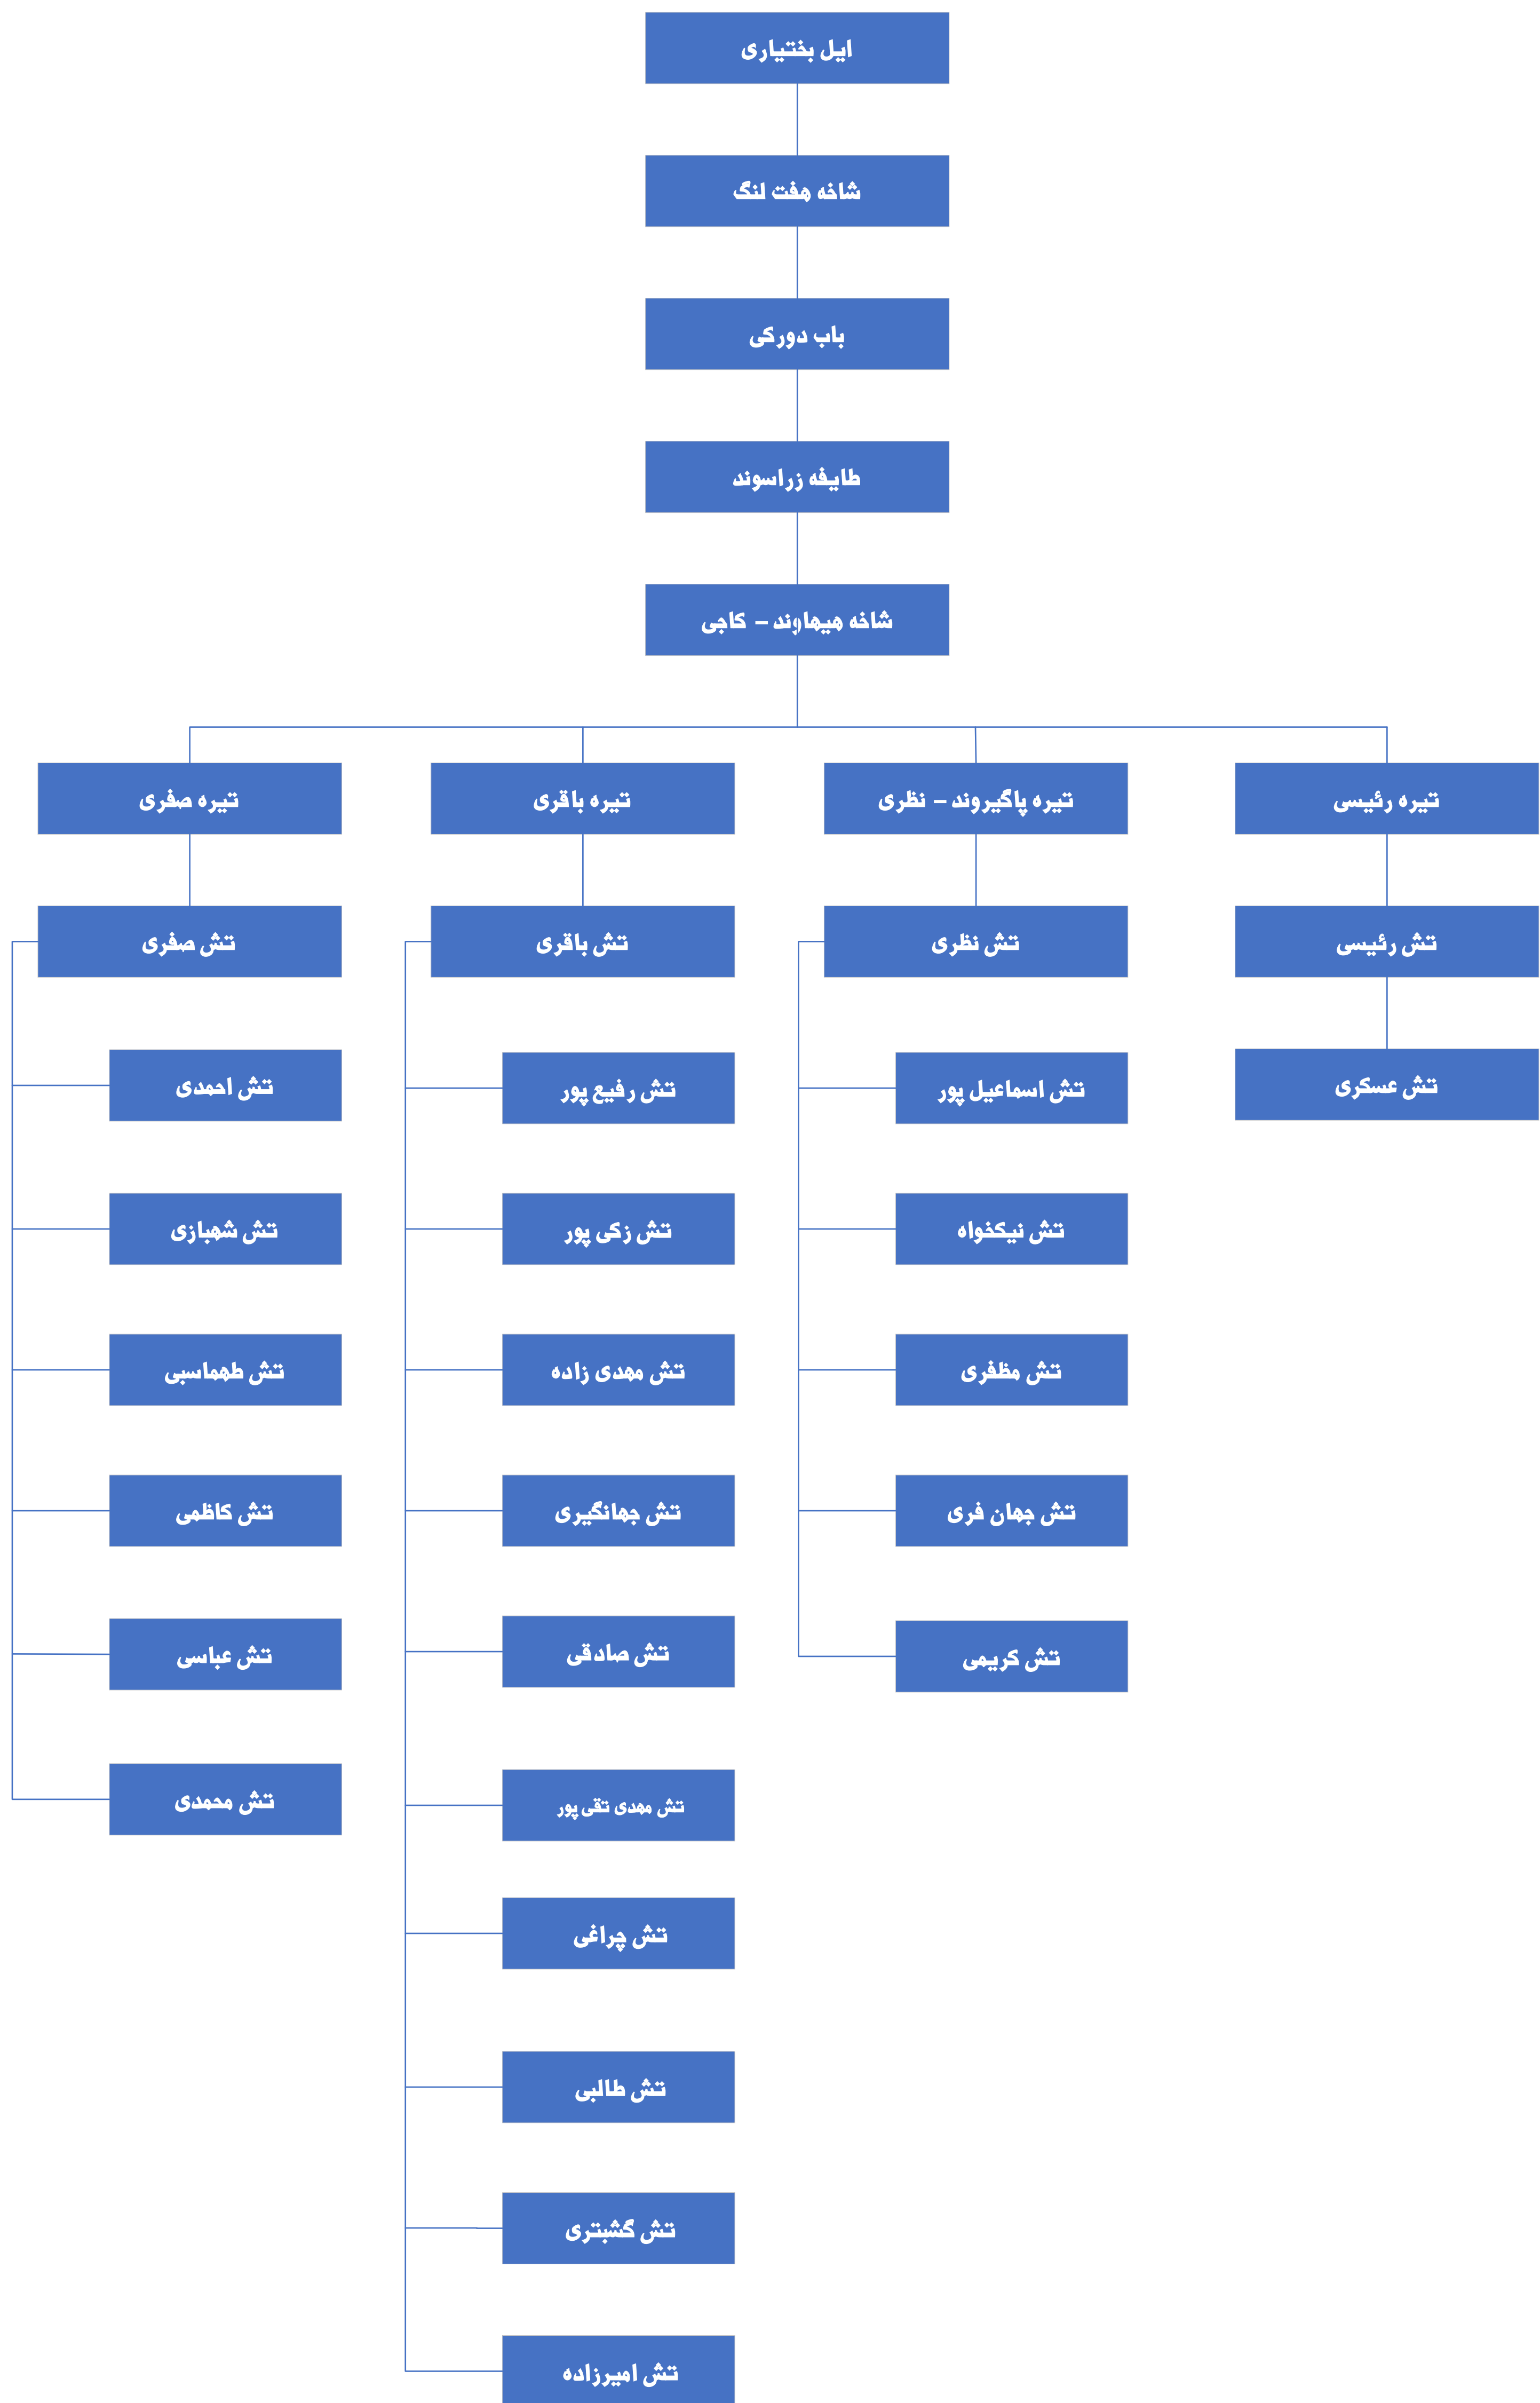 ایل بختیاری
شاخه هفت لنگ
باب دورکی
طایفه زراسوند
شاخه هیهاوند – کاجی
تیره رئیسی
تیره پاگیروند – نظری
تیره باقری
تیره صفری
تش رئیسی
تش نظری
تش باقری
تش صفری
تش عسکری
تش اسماعیل پور
تش رفیع پور
تش احمدی
تش نیکخواه
تش زکی پور
تش شهبازی
تش مظفری
تش مهدی زاده
تش طهماسبی
تش جهان فری
تش جهانگیری
تش کاظمی
تش کریمی
تش صادقی
تش عباسی
تش مهدی تقی پور
تش محمدی
تش چراغی
تش طالبی
تش گشبتری
تش امیرزاده